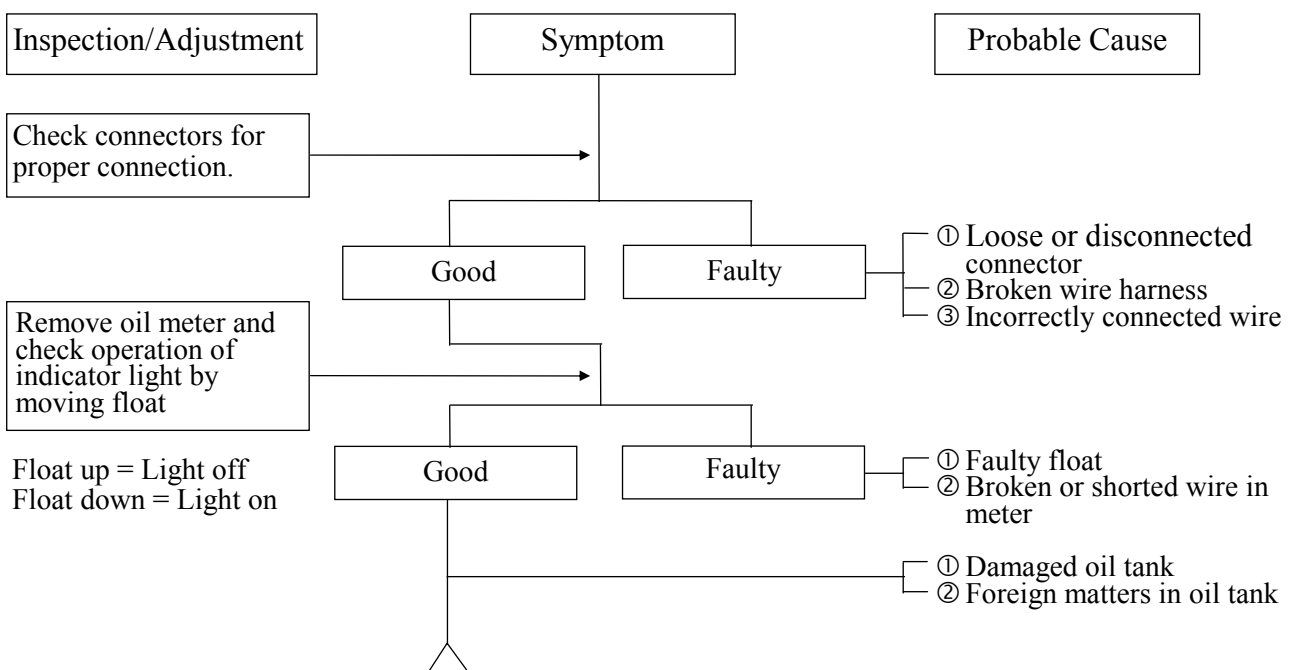 Inspection/Adjustment
Symptom
Probable Cause
Check connectors for
proper connection.
Good
Faulty
① Loose or disconnected
connector
② Broken wire harness
③ Incorrectly connected wire
Remove oil meter and
check operation of
indicator light by
moving float
Float up = Light off
Float down = Light on
Good
Faulty
① Faulty float
② Broken or shorted wire in
meter
① Damaged oil tank
② Foreign matters in oil tank